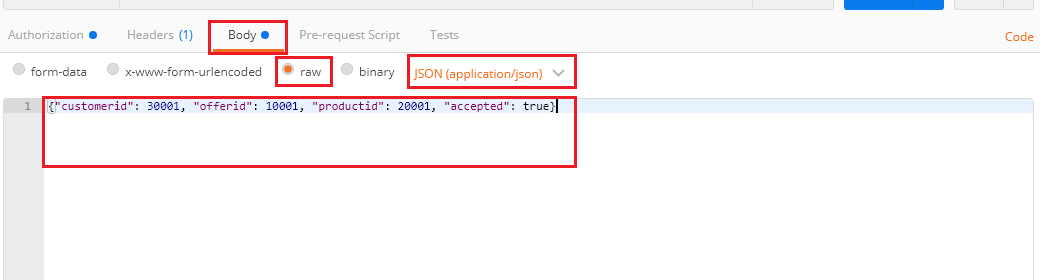 Authorization Headers (1) Body Pre-request Script Tests Code
form-data x-www-form-urlencoded raw binary JSON (application/json)
1 {"customerid": 30001, "offerid": 10001, "productid": 20001, "accepted": true}